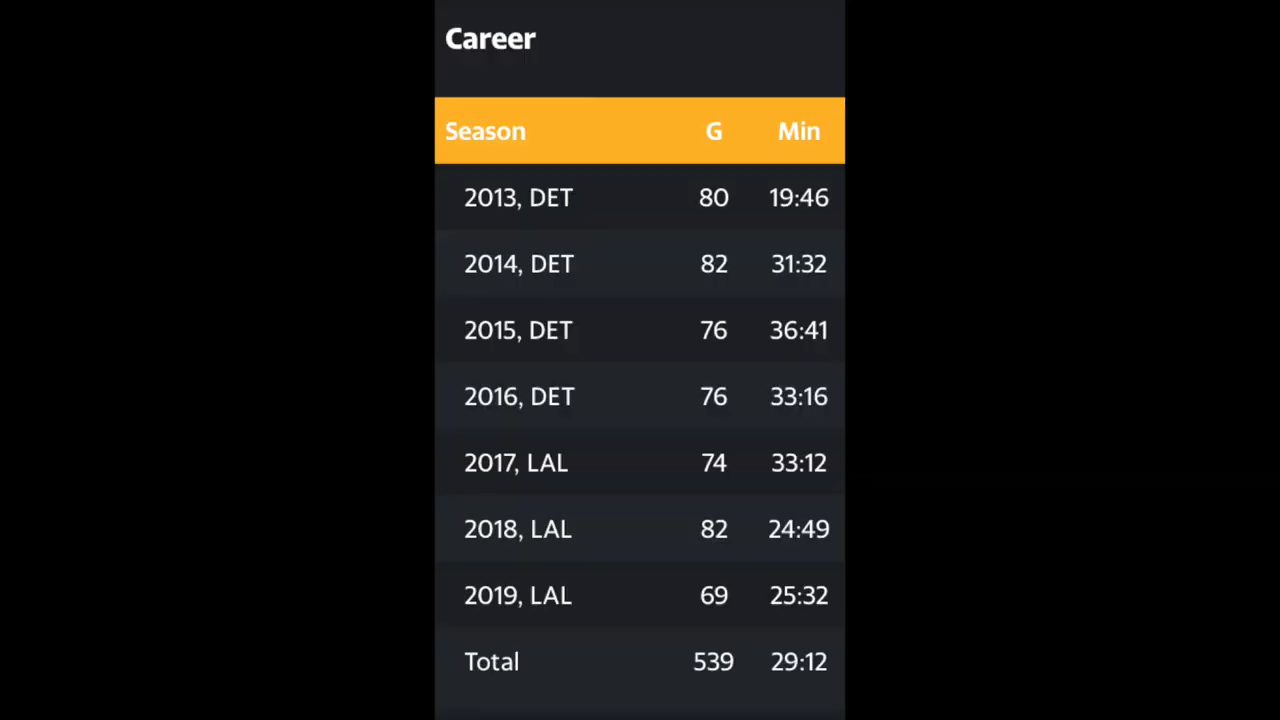 Career
Season G Min
2013, DET 80 19:46
2014, DET 82 31:32
2015, DET 76 36:41
2016, DET 76 33:16
2017, LAL 74 33:12
2018, LAL 82 24:49
2019, LAL 69 25:32
Total 539 29:12